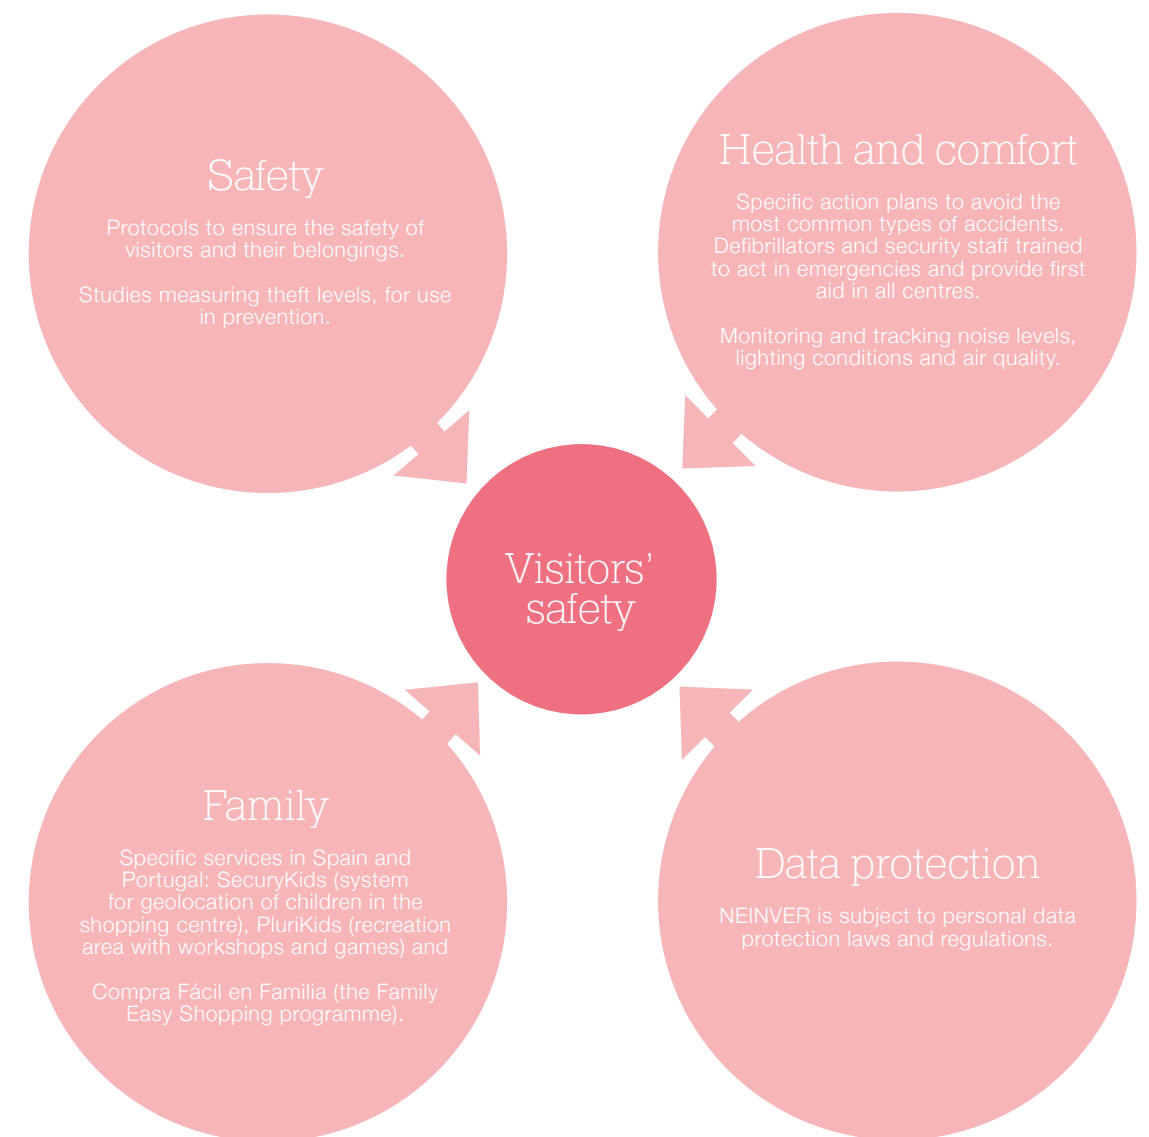 Safety
Protocols to ensure the safety of
visitors and their belongings.
Studies measuring theft levels, for use
in prevention.
Health and comfort
Specific action plans to avoid the
most common types of accidents.
Defibrillators and security staff trained
to act in emergencies and provide first
aid in all centres.
Monitoring and tracking noise levels,
lighting conditions and air quality.
Visitors’
safety
Family
Specific services in Spain and
Portugal: SecuryKids (system
for geolocation of children in the
shopping centre), PluriKids (recreation
area with workshops and games) and
Compra Fácil en Familia (the Family
Easy Shopping programme).
Data protection
NEINVER is subject to personal data
protection laws and regulations.